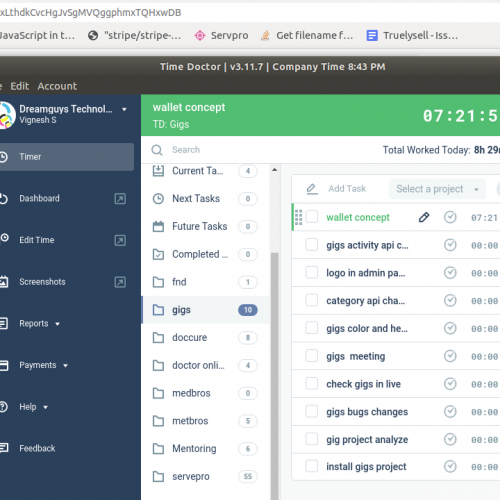 xLthdkCvcHgJvSgMVQggphmxTQHxwDB
JavaScript in t…
"stripe/stripe-…
Servpro
Get filename f…
Truelysell - Iss…
Time Doctor | v3.11.7 | Company Time 8:43 PM
Edit Account
Dreamguys Technol...
Vignesh S
wallet concept
TD: Gigs
07:21:5
Timer
Search
Total Worked Today: 8h 29
Dashboard
Edit Time
Screenshots
Reports
Payments
Help
Feedback
Current Ta... 4
Next Tasks 0
Future Tasks 0
Completed ... 0
fnd 1
gigs 10
doccure 8
doctor onli... 4
medbros 0
metbros 5
Mentoring 6
servepro 55
Add Task
Select a project
wallet concept 07:21
gigs activity api c... 00:00
logo in admin pa... 00:00
category api cha... 00:00
gigs color and he... 00:00
gigs meeting 00:00
check gigs in live 00:00
gigs bugs changes 00:00
gig project analyze 00:00
install gigs project 00:00